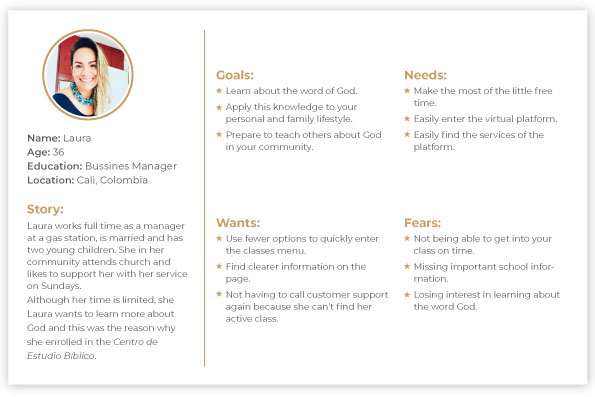 Name: Laura
Age: 36
Education: Bussines Manager
Location: Cali, Colombia
Story:
Laura works full time as a manager
at a gas station, is married and has
two young children. She in her
community attends church and
likes to support her with her service
on Sundays.
Although her time is limited, she
Laura wants to learn more about
God and this was the reason why
she enrolled in the Centro de
Estudio Bíblico.
Goals:
Learn about the word of God.
Apply this knowledge to your
personal and family lifestyle.
Prepare to teach others about God
in your community.
Needs:
Make the most of the little free
time.
Easily enter the virtual platform.
Easily find the services of the
platform.
Wants:
Use fewer options to quickly enter
the classes menu.
Find clearer information on the
page.
Not having to call customer support
again because she can't find her
active class.
Fears:
Not being able to get into your
class on time.
Missing important school infor-
mation.
Losing interest in learning about
the word God.